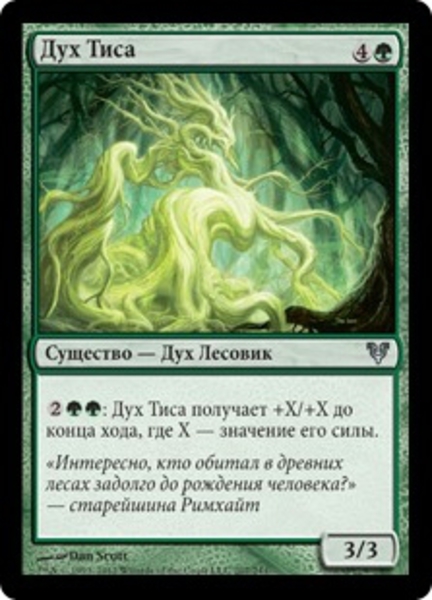 Дух Тиса
4
Существо — Дух Лесовик
2 : Дух Тиса получает +X/+X до
конца хода, где X — значение его силы.
«Интересно, кто обитал в древних
лесах задолго до рождения человека?»
— старейшина Римхайт
Dan Scott
3/3